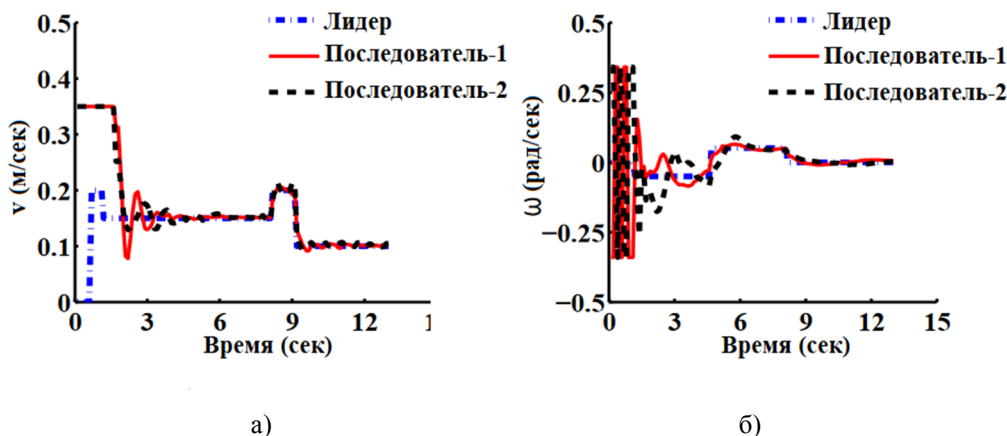 0.5
0.4
0.3
0.2
0.1
0
v (м/сек)
Лидер
Последователь-1
Последователь-2
0 3 6 9 12 1
Время (сек)
0.5
0.25
0
−0.25
−0.5
ω (рад/сек)
Лидер
Последователь-1
Последователь-2
0 3 6 9 12 15
Время (сек)
а) б)